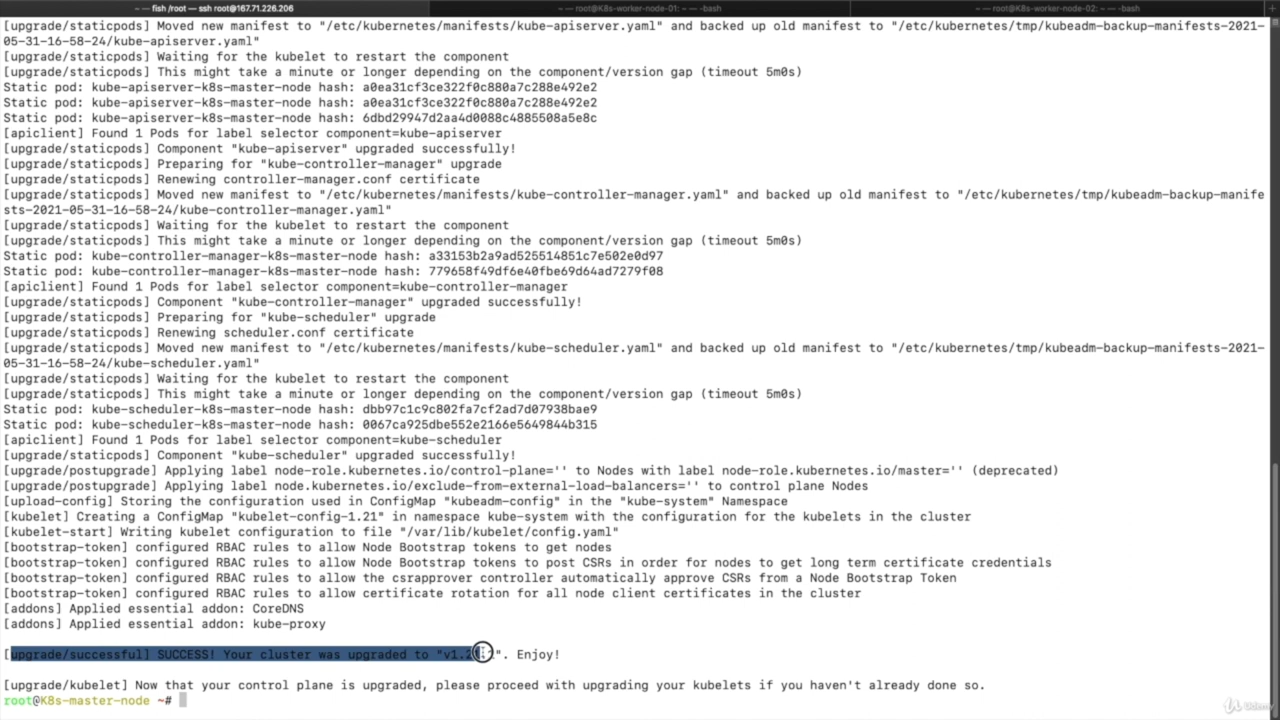 ~ — fish /root — ssh root@167.71.226.206
~ — root@K8s-worker-node-01: ~ — -bash
~ — root@K8s-worker-node-02: ~ — -bash
[upgrade/staticpods] Moved new manifest to "/etc/kubernetes/manifests/kube-apiserver.yaml" and backed up old manifest to "/etc/kubernetes/tmp/kubeadm-backup-manifests-2021-
05-31-16-58-24/kube-apiserver.yaml"
[upgrade/staticpods] Waiting for the kubelet to restart the component
[upgrade/staticpods] This might take a minute or longer depending on the component/version gap (timeout 5m0s)
Static pod: kube-apiserver-k8s-master-node hash: a0ea31cf3ce322f0c880a7c288e492e2
Static pod: kube-apiserver-k8s-master-node hash: a0ea31cf3ce322f0c880a7c288e492e2
Static pod: kube-apiserver-k8s-master-node hash: 6dbd29947d2aa4d0088c4885508a5e8c
[apiclient] Found 1 Pods for label selector component=kube-apiserver
[upgrade/staticpods] Component "kube-apiserver" upgraded successfully!
[upgrade/staticpods] Preparing for "kube-controller-manager" upgrade
[upgrade/staticpods] Renewing controller-manager.conf certificate
[upgrade/staticpods] Moved new manifest to "/etc/kubernetes/manifests/kube-controller-manager.yaml" and backed up old manifest to "/etc/kubernetes/tmp/kubeadm-backup-manife
sts-2021-05-31-16-58-24/kube-controller-manager.yaml"
[upgrade/staticpods] Waiting for the kubelet to restart the component
[upgrade/staticpods] This might take a minute or longer depending on the component/version gap (timeout 5m0s)
Static pod: kube-controller-manager-k8s-master-node hash: a33153b2a9ad525514851c7e502e0d97
Static pod: kube-controller-manager-k8s-master-node hash: 779658f49df6e40fbe69d64ad7279f08
[apiclient] Found 1 Pods for label selector component=kube-controller-manager
[upgrade/staticpods] Component "kube-controller-manager" upgraded successfully!
[upgrade/staticpods] Preparing for "kube-scheduler" upgrade
[upgrade/staticpods] Renewing scheduler.conf certificate
[upgrade/staticpods] Moved new manifest to "/etc/kubernetes/manifests/kube-scheduler.yaml" and backed up old manifest to "/etc/kubernetes/tmp/kubeadm-backup-manifests-2021-
05-31-16-58-24/kube-scheduler.yaml"
[upgrade/staticpods] Waiting for the kubelet to restart the component
[upgrade/staticpods] This might take a minute or longer depending on the component/version gap (timeout 5m0s)
Static pod: kube-scheduler-k8s-master-node hash: dbb97c1c9c802fa7cf2ad7d07938bae9
Static pod: kube-scheduler-k8s-master-node hash: 0067ca925dbe552e2166e5649844b315
[apiclient] Found 1 Pods for label selector component=kube-scheduler
[upgrade/staticpods] Component "kube-scheduler" upgraded successfully!
[upgrade/postupgrade] Applying label node-role.kubernetes.io/control-plane='' to Nodes with label node-role.kubernetes.io/master='' (deprecated)
[upgrade/postupgrade] Applying label node.kubernetes.io/exclude-from-external-load-balancers='' to control plane Nodes
[upload-config] Storing the configuration used in ConfigMap "kubeadm-config" in the "kube-system" Namespace
[kubelet] Creating a ConfigMap "kubelet-config-1.21" in namespace kube-system with the configuration for the kubelets in the cluster
[kubelet-start] Writing kubelet configuration to file "/var/lib/kubelet/config.yaml"
[bootstrap-token] configured RBAC rules to allow Node Bootstrap tokens to get nodes
[bootstrap-token] configured RBAC rules to allow Node Bootstrap tokens to post CSRs in order for nodes to get long term certificate credentials
[bootstrap-token] configured RBAC rules to allow the csrapprover controller automatically approve CSRs from a Node Bootstrap Token
[bootstrap-token] configured RBAC rules to allow certificate rotation for all node client certificates in the cluster
[addons] Applied essential addon: CoreDNS
[addons] Applied essential addon: kube-proxy
[upgrade/successful] SUCCESS! Your cluster was upgraded to Enjoy!
[upgrade/kubelet] Now that your control plane is upgraded, please proceed with upgrading your kubelets if you haven't already done so.
root@K8s-master-node ~#
Udemy